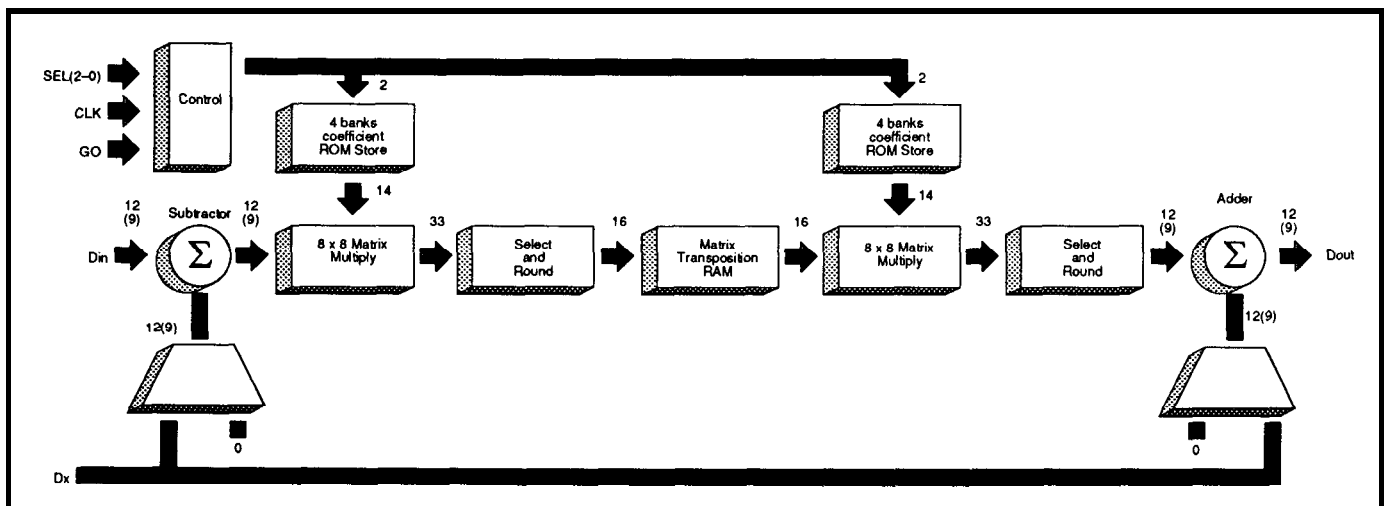 SEL(2-0)
CLK
GO
Control
2
2
4 banks
coefficient
ROM Store
4 banks
coefficient
ROM Store
14
14
12
(9)
Subtractor
12
(9)
33
16
16
33
12
(9)
Adder
12
(9)
Din
Σ
8 x 8 Matrix
Multiply
Select
and
Round
Matrix
Transposition
RAM
8 x 8 Matrix
Multiply
Select
and
Round
Σ
Dout
12(9)
12(9)
0
0
Dx